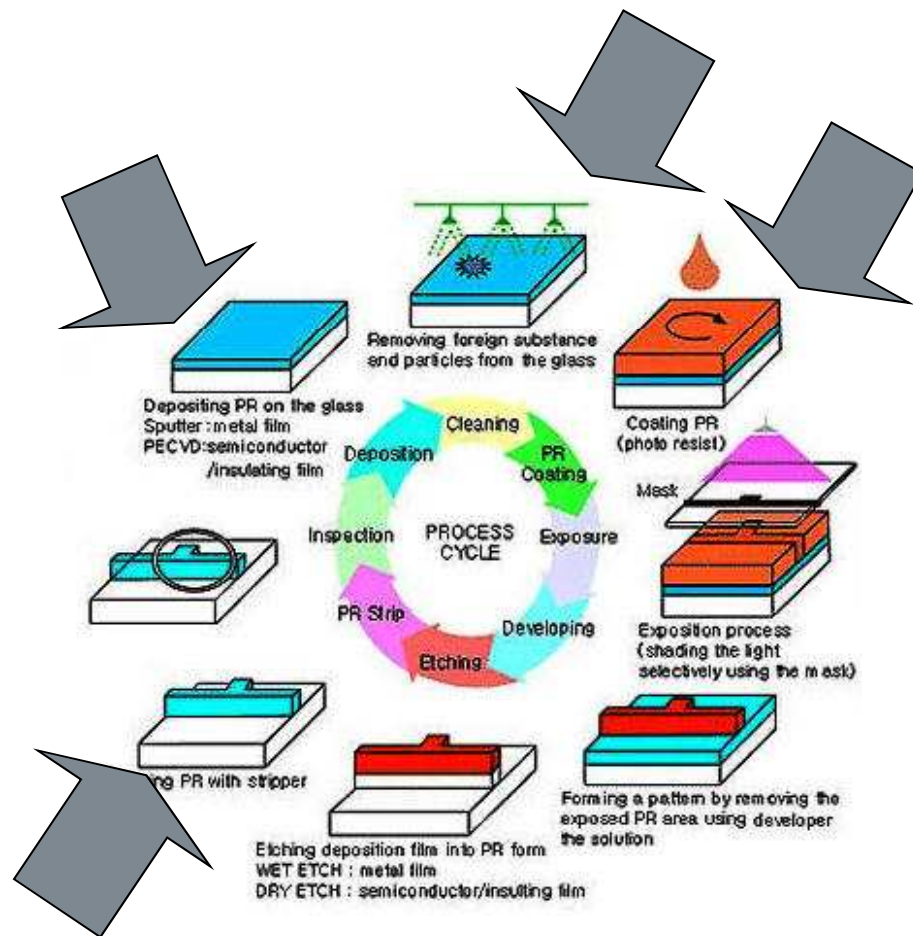 Removing foreign substance
and particles from the glass
Depositing PR on the glass
Sputter : metal film
PECVD:semiconductor
/insulating film
Coating PR
(photo resist)
Cleaning
PR
Coating
Deposition
Mask
Inspection
PROCESS
CYCLE
Exposure
PR Strip
Developing
Etching
Exposition process
(shading the light
selectively using the mask)
PR with stripper
Forming a pattern by removing the
exposed PR area using developer
the solution
Etching deposition film into PR form
WET ETCH : metal film
DRY ETCH : semiconductor/insulting film